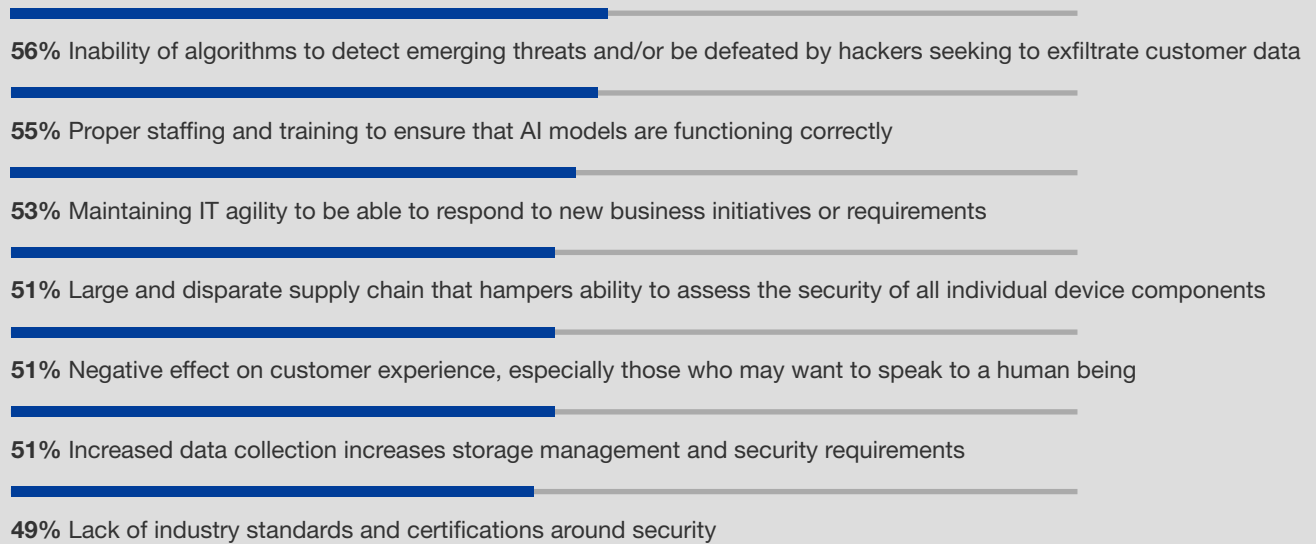 56% Inability of algorithms to detect emerging threats and/or be defeated by hackers seeking to exfiltrate customer data
55% Proper staffing and training to ensure that AI models are functioning correctly
53% Maintaining IT agility to be able to respond to new business initiatives or requirements
51% Large and disparate supply chain that hampers ability to assess the security of all individual device components
51% Negative effect on customer experience, especially those who may want to speak to a human being
51% Increased data collection increases storage management and security requirements
49% Lack of industry standards and certifications around security